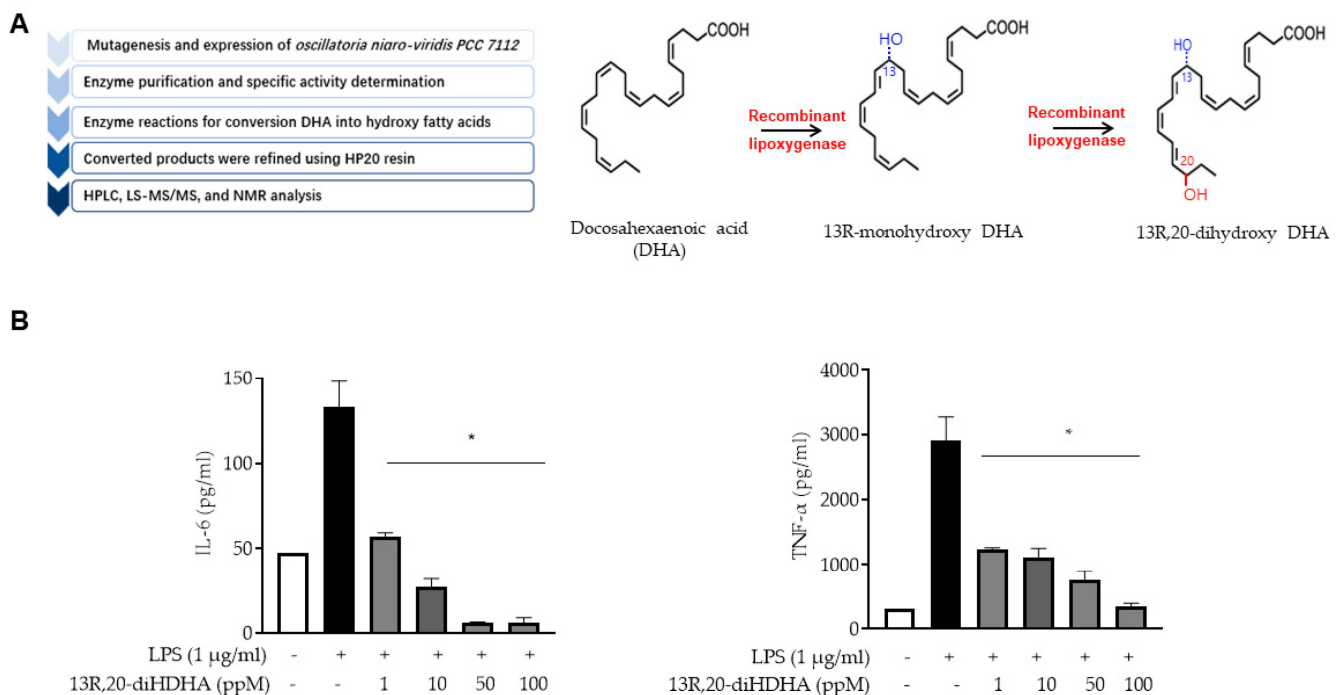 A
Mutagenesis and expression of oscillatoria niaro-viridis PCC 7112
Enzyme purification and specific activity determination
Enzyme reactions for conversion DHA into hydroxy fatty acids
Converted products were refined using HP20 resin
HPLC, LS-MS/MS, and NMR analysis
COOH
Docosahexaenoic acid
(DHA)
Recombinant
lipoxygenase
HO
13
COOH
13R-monohydroxy DHA
Recombinant
lipoxygenase
HO
13
COOH
20
OH
13R,20-dihydroxy DHA
B
IL-6 (pg/ml)
150
100
50
0
*
LPS (1 µg/ml) - + + + + +
13R,20-diHDHA (ppM) - - 1 10 50 100
TNF-α (pg/ml)
4000
3000
2000
1000
0
*
LPS (1 µg/ml) - + + + + +
13R,20-diHDHA (ppM) - - 1 10 50 100